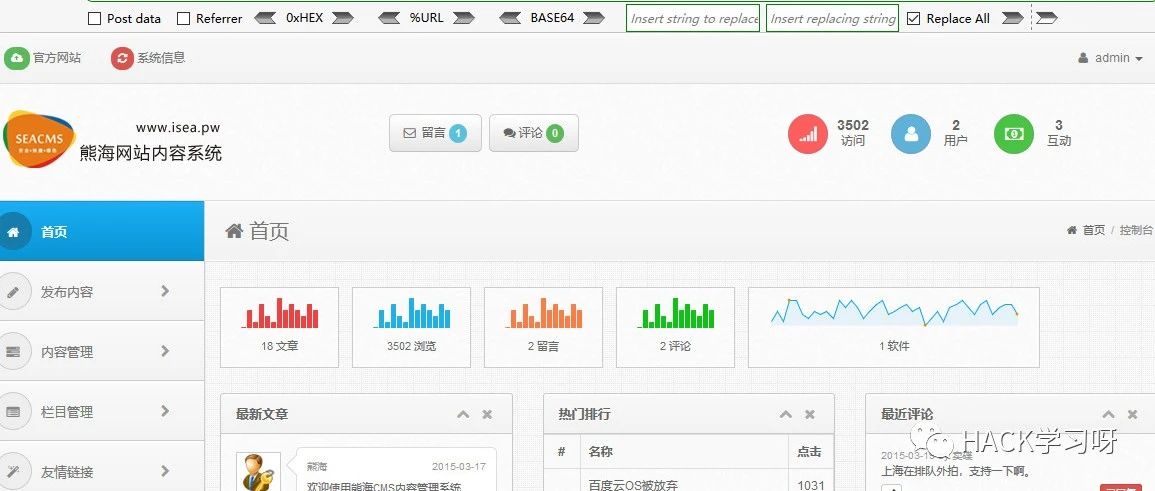 Post data Referrer 0xHEX %URL BASE64 Insert string to replace Insert replacing string Replace All
官方网站 系统信息 admin
SEACMS
www.isea.pw
熊海网站内容系统
留言 1 评论 0
3502 访问
2 用户
3 互动
首页
首页
首页 / 控制台
发布内容
内容管理
栏目管理
友情链接
18 文章
3502 浏览
2 留言
2 评论
1 软件
最新文章
熊海 2015-03-17
欢迎使用熊海CMS内容管理系统
热门排行
# 名称 点击
百度云OS被放弃 1031
最近评论
上海在排队外拍，支持一下啊。
HACK学习呀